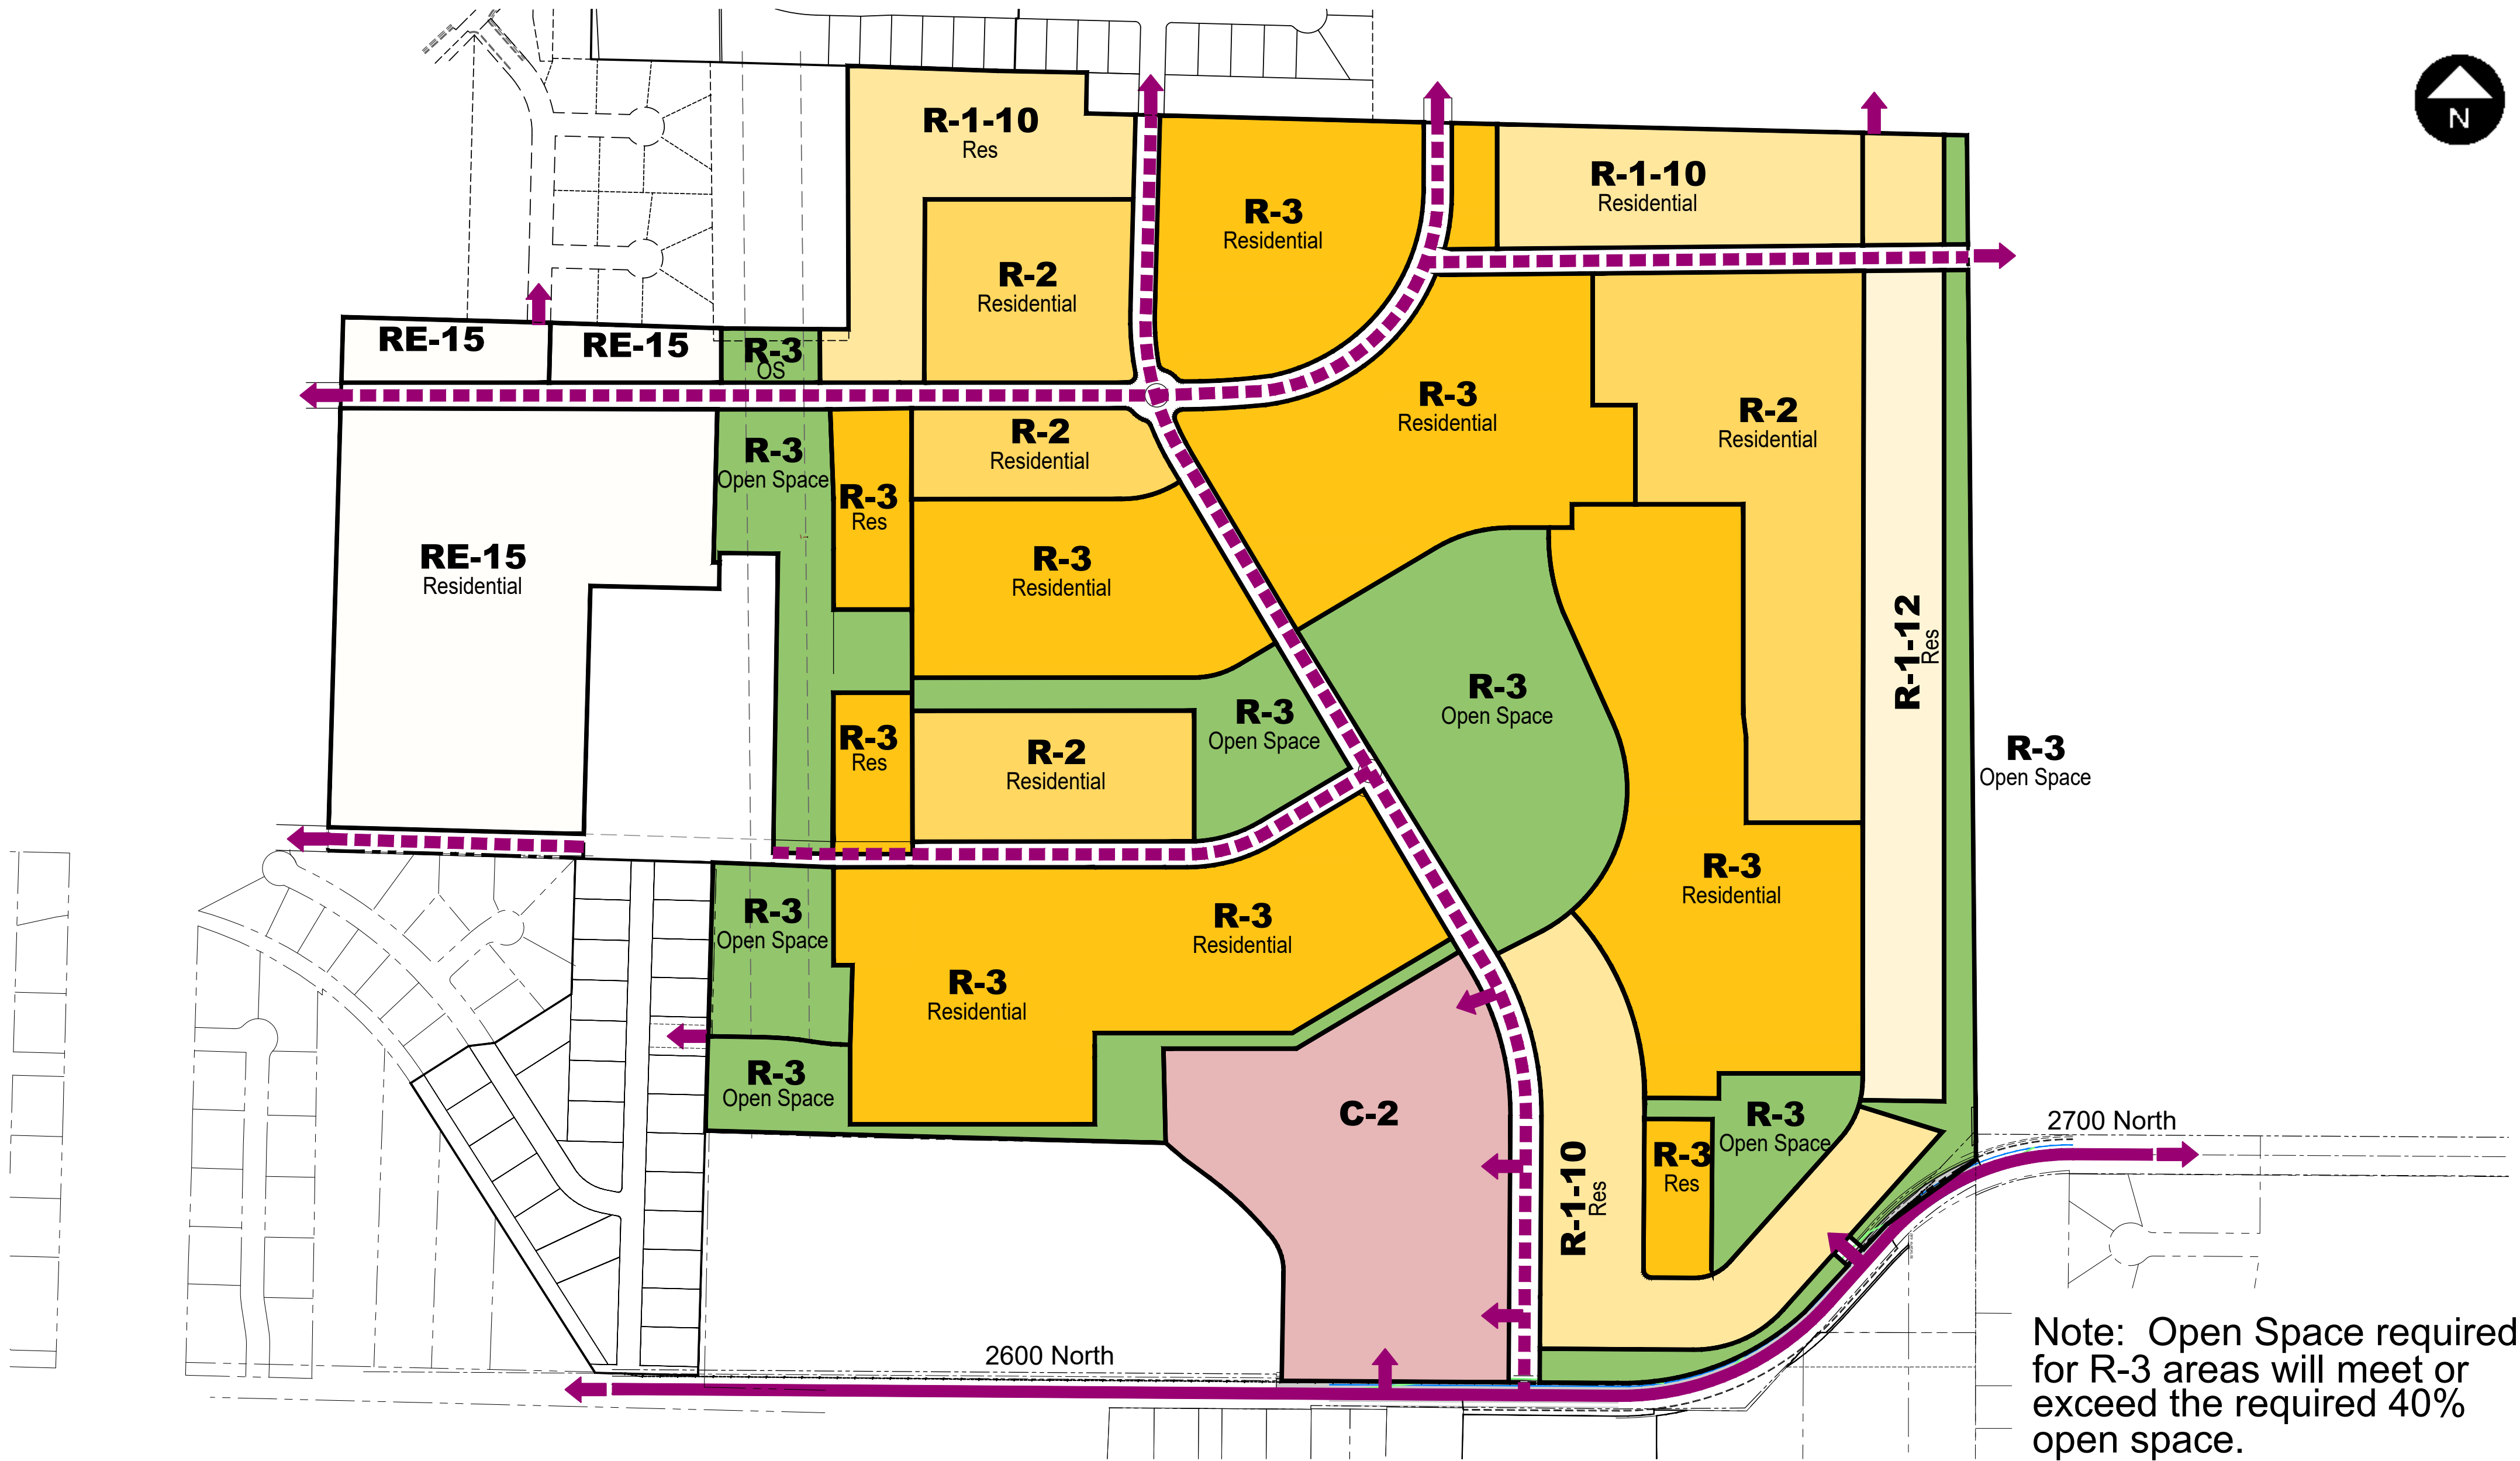 N
R-1-10
Res
R-3
Residential
R-1-10
Residential
R-2
Residential
RE-15
RE-15
R-3
OS
R-3
Residential
R-2
Residential
R-2
Residential
R-3
Open Space
R-3
Res
RE-15
Residential
R-3
Residential
R-1-12
Res
R-3
Open Space
R-3
Open Space
R-3
Res
R-2
Residential
R-3
Open Space
R-3
Residential
R-3
Open Space
R-3
Residential
R-3
Residential
R-3
Open Space
C-2
R-3
Open Space
R-3
Res
R-1-10
Res
2700 North
2600 North
Note:  Open Space required
for R-3 areas will meet or
exceed the required 40%
open space.